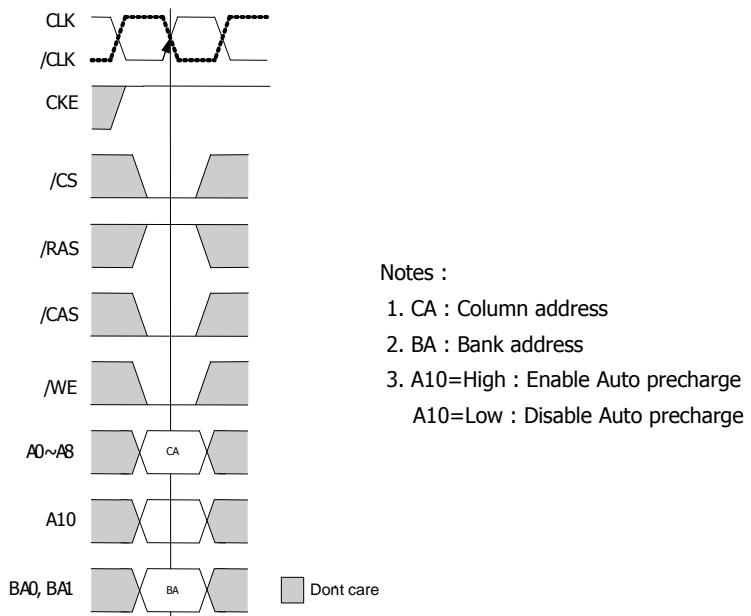 CLK
/CLK
CKE
/CS
/RAS
/CAS
/WE
A0~A8
CA
A10
BA0, BA1
BA
Dont care
Notes :
1. CA : Column address
2. BA : Bank address
3. A10=High : Enable Auto precharge
A10=Low : Disable Auto precharge